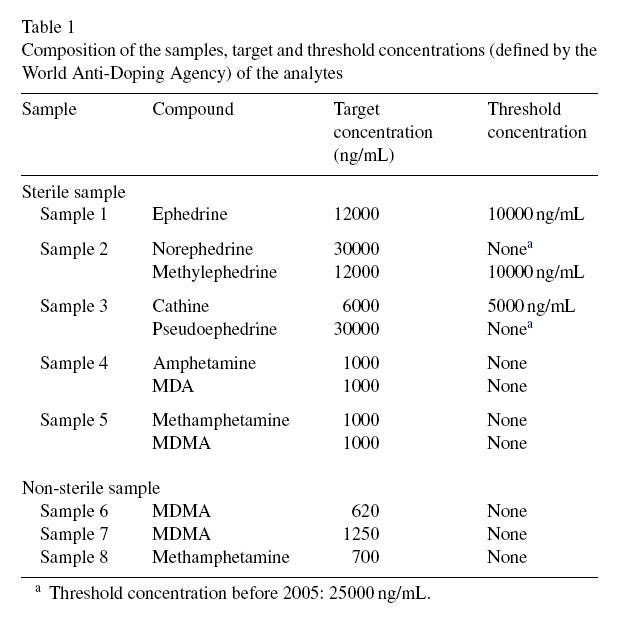 Table 1
Composition of the samples, target and threshold concentrations (defined by the
World Anti-Doping Agency) of the analytes
Sample Compound Target concentration (ng/mL) Threshold concentration
Sterile sample
Sample 1 Ephedrine 12000 10000 ng/mL
Sample 2 Norephedrine 30000 None^a
Methylephedrine 12000 10000 ng/mL
Sample 3 Cathine 6000 5000 ng/mL
Pseudoephedrine 30000 None^a
Sample 4 Amphetamine 1000 None
MDA 1000 None
Sample 5 Methamphetamine 1000 None
MDMA 1000 None
Non-sterile sample
Sample 6 MDMA 620 None
Sample 7 MDMA 1250 None
Sample 8 Methamphetamine 700 None
^a Threshold concentration before 2005: 25000 ng/mL.